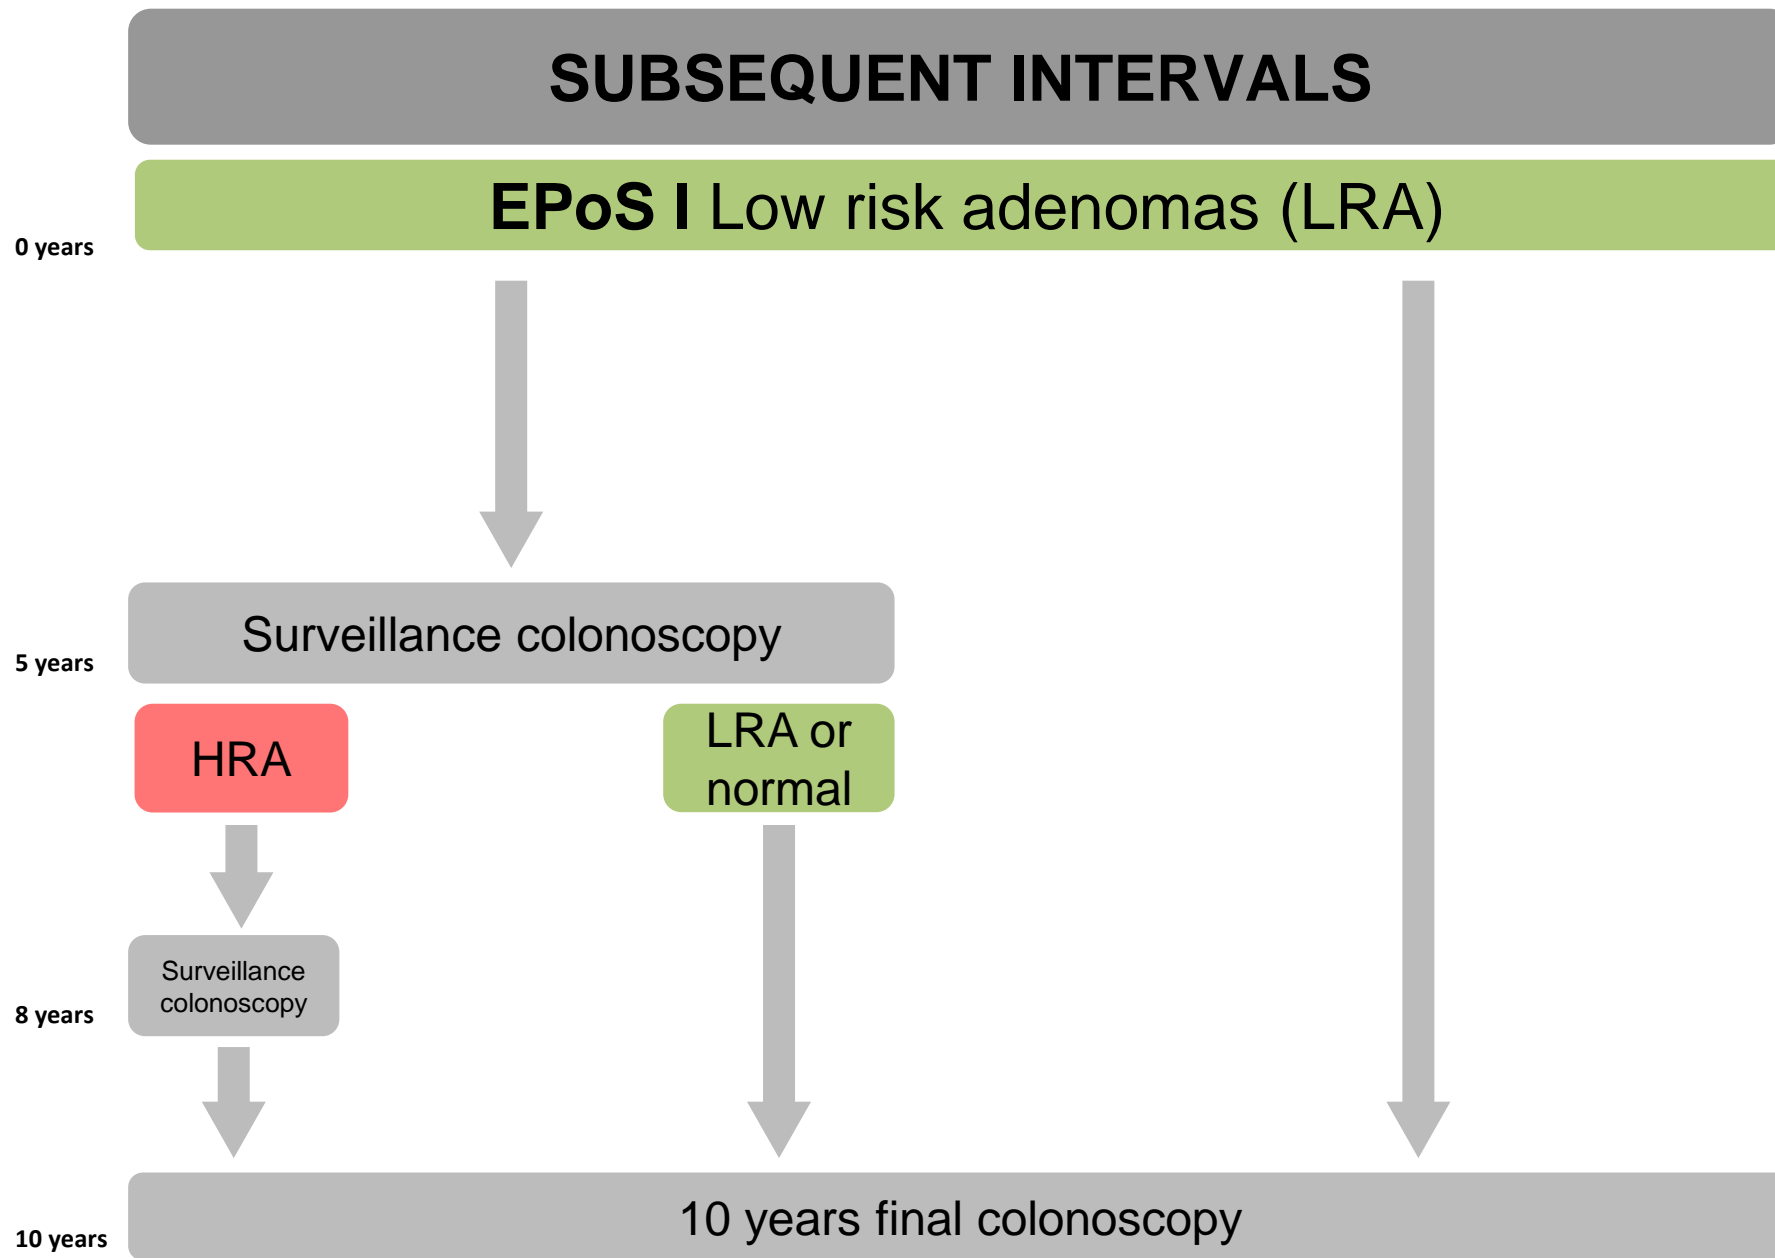 SUBSEQUENT INTERVALS
EPoS I Low risk adenomas (LRA)
0 years
Surveillance colonoscopy
5 years
HRA
LRA or
normal
Surveillance
colonoscopy
8 years
10 years final colonoscopy
10 years